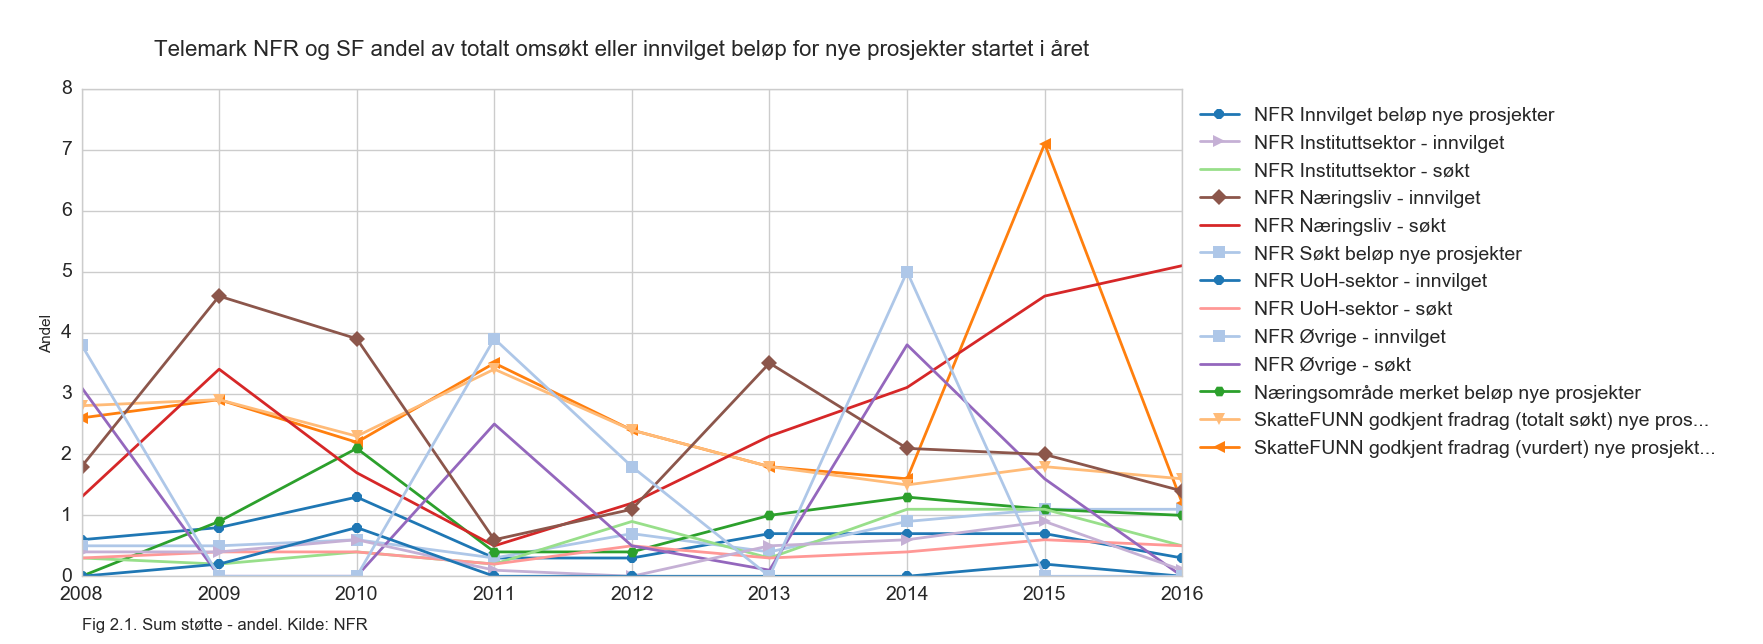 Telemark NFR og SF andel av totalt omsøkt eller innvilget beløp for nye prosjekter startet i året
8
7
6
5
4
3
2
1
0
Andel
2008 2009 2010 2011 2012 2013 2014 2015 2016
NFR Innvilget beløp nye prosjekter
NFR Instituttsektor - innvilget
NFR Instituttsektor - søkt
NFR Næringsliv - innvilget
NFR Næringsliv - søkt
NFR Søkt beløp nye prosjekter
NFR UoH-sektor - innvilget
NFR UoH-sektor - søkt
NFR Øvrige - innvilget
NFR Øvrige - søkt
Næringsområde merket beløp nye prosjekter
SkatteFUNN godkjent fradrag (totalt søkt) nye pros...
SkatteFUNN godkjent fradrag (vurdert) nye prosjekt...
Fig 2.1. Sum støtte - andel. Kilde: NFR